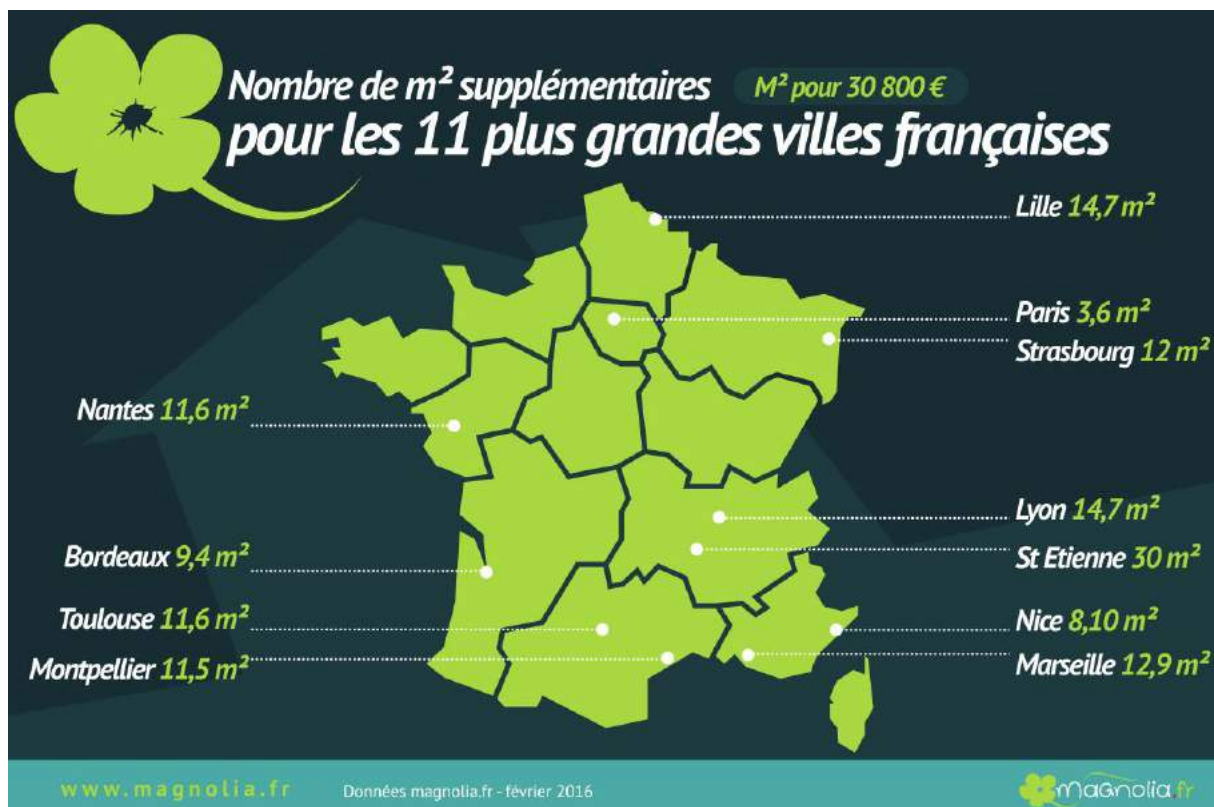 Nombre de m² supplémentaires
M² pour 30 800 €
pour les 11 plus grandes villes françaises
Lille 14,7 m²
Paris 3,6 m²
Strasbourg 12 m²
Nantes 11,6 m²
Lyon 14,7 m²
Bordeaux 9,4 m²
St Etienne 30 m²
Toulouse 11,6 m²
Nice 8,10 m²
Montpellier 11,5 m²
Marseille 12,9 m²
www.magnolia.fr
Données magnolia.fr - février 2016
magnolia.fr